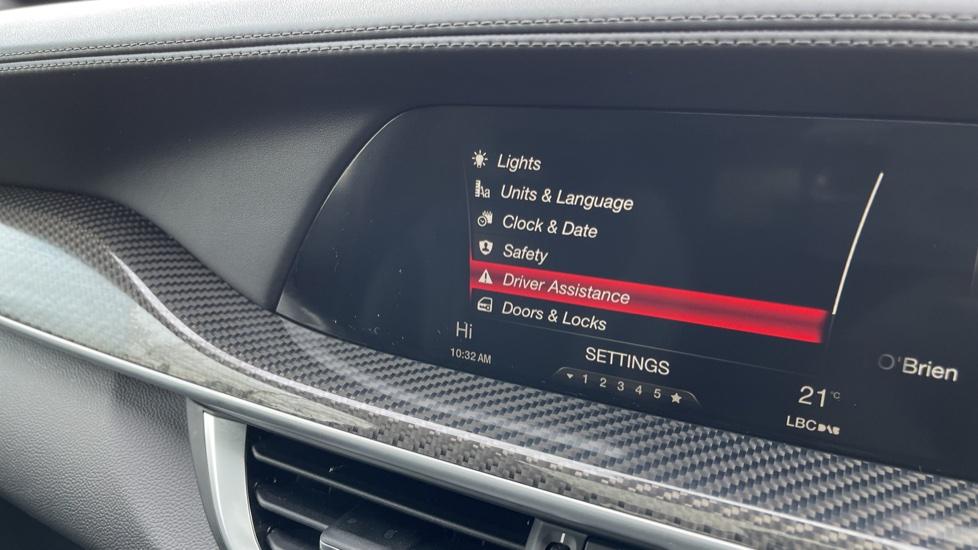 Lights
Units & Language
Clock & Date
Safety
Driver Assistance
Doors & Locks
Hi
10:32 AM
SETTINGS
1 2 3 4 5
21°C
LBC DAB
O'Brien